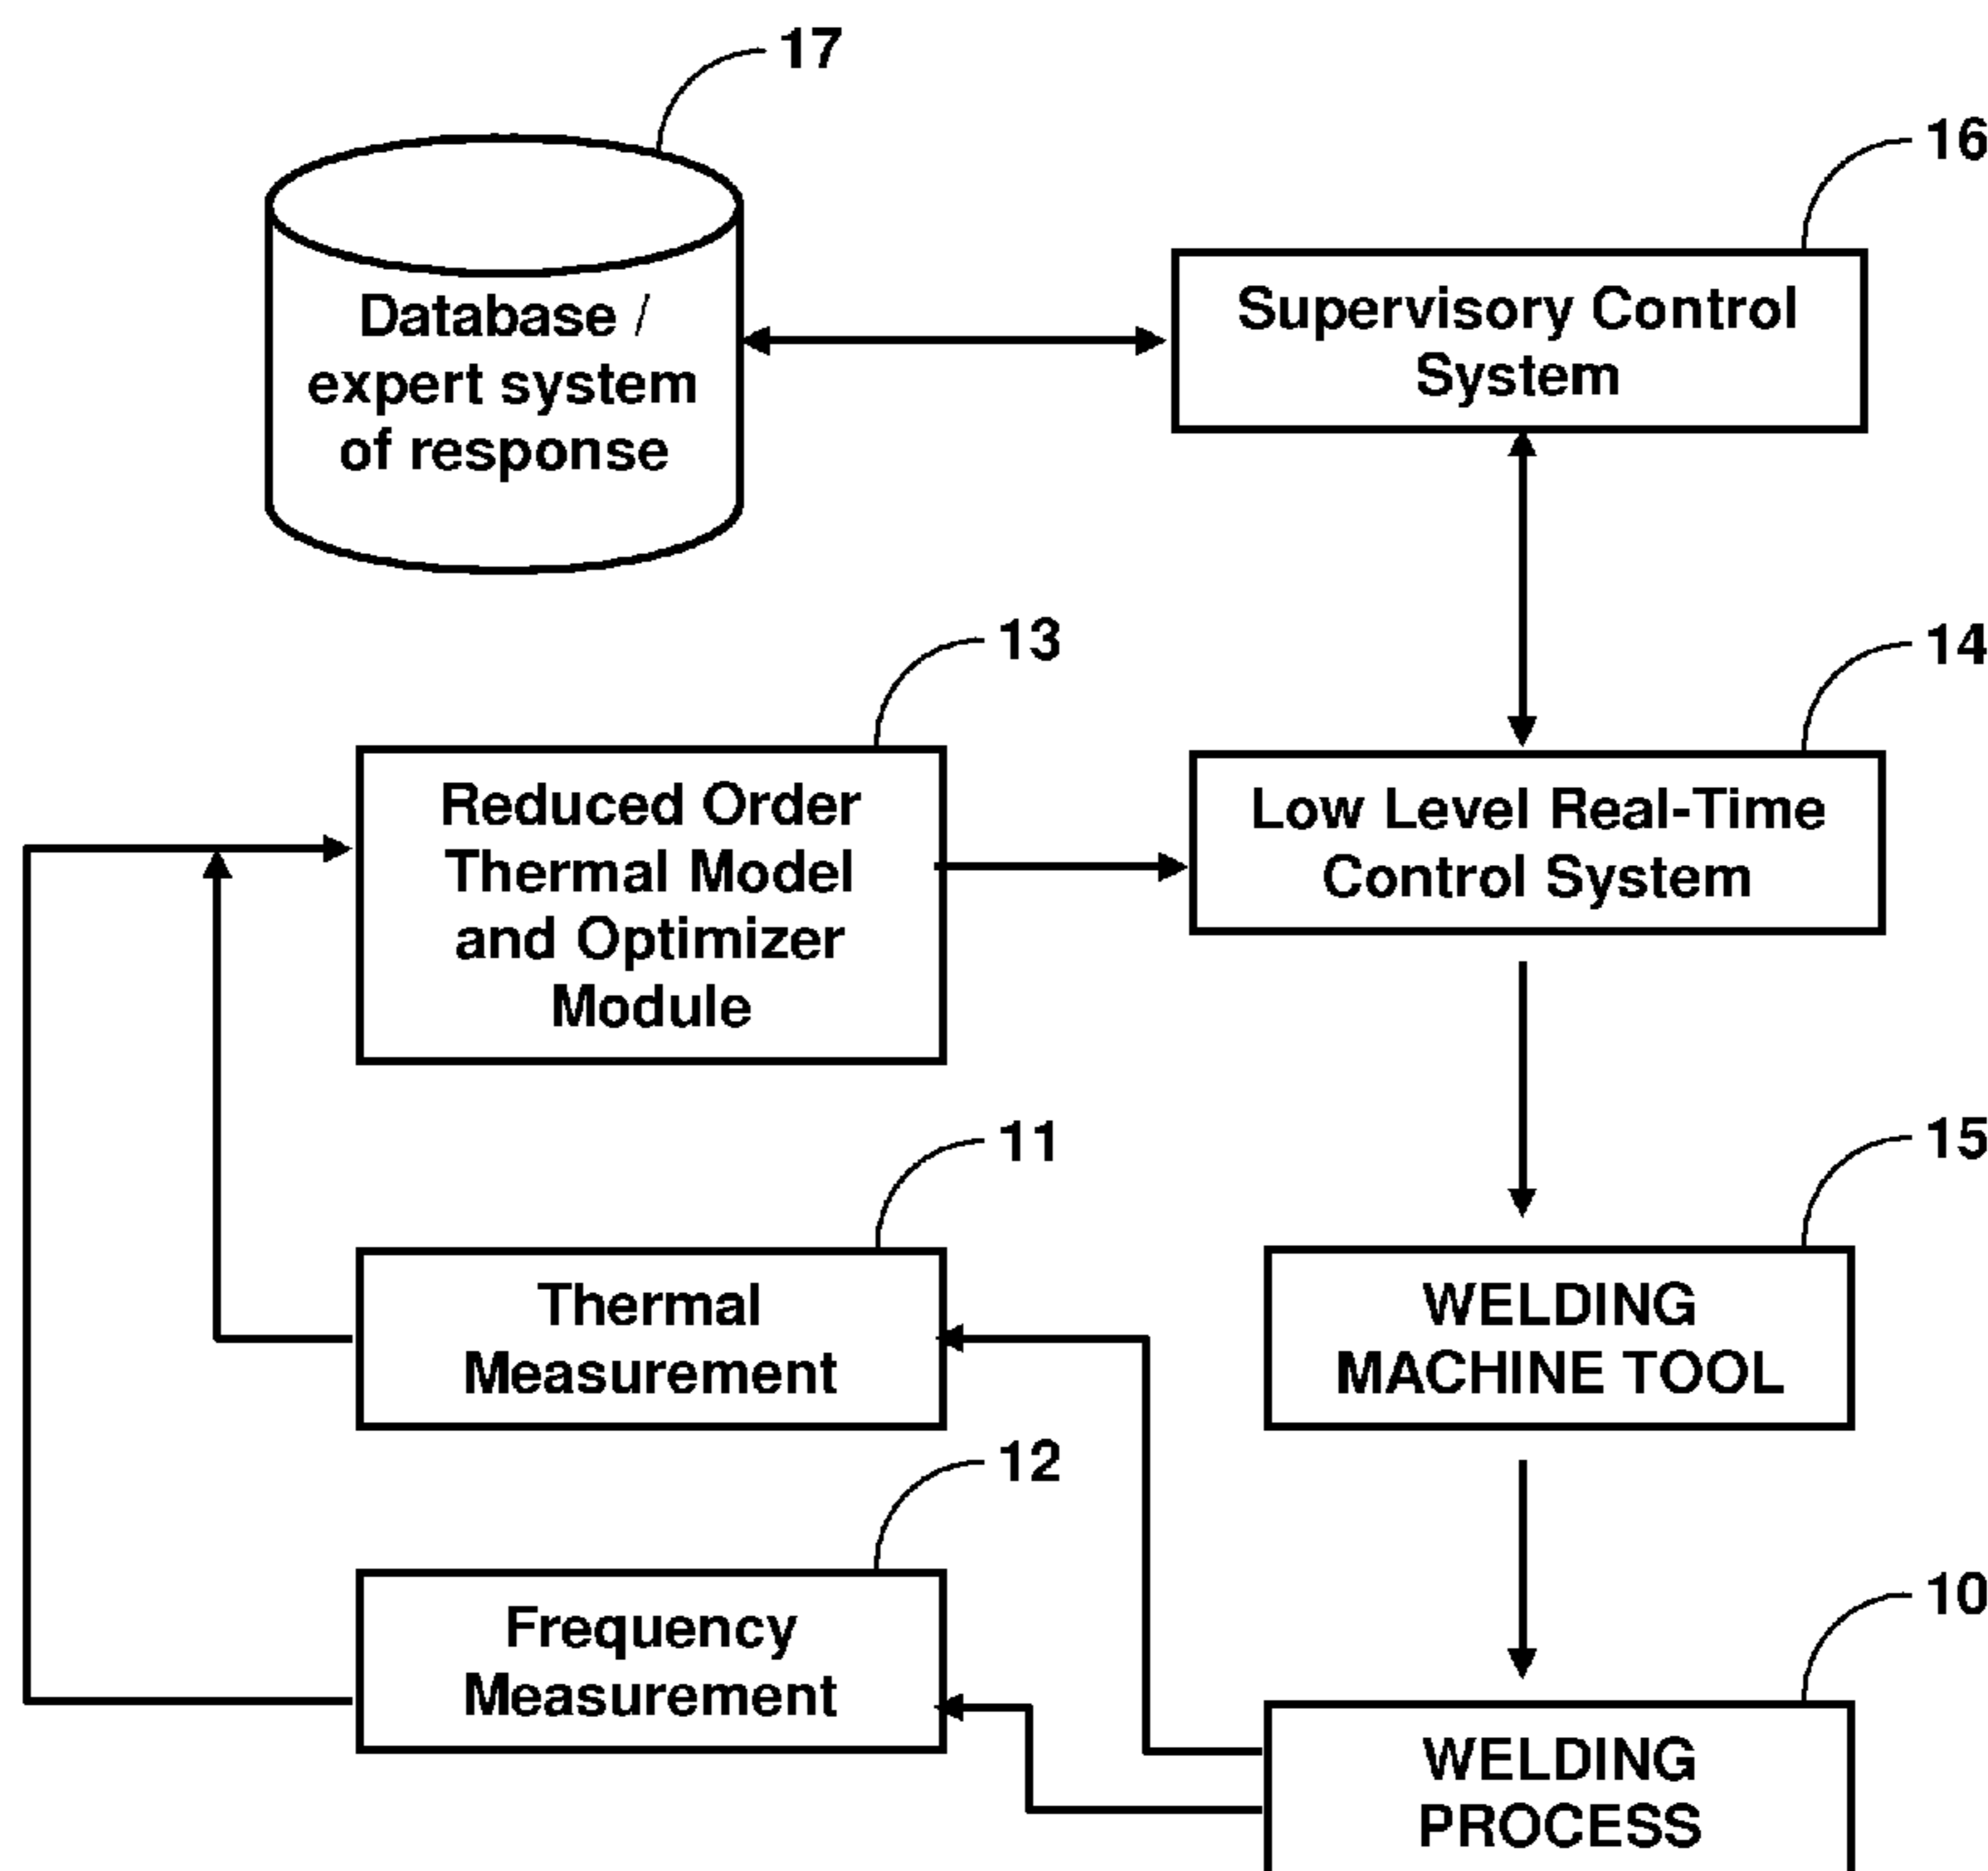 17
16
Database /
expert system
of response
Supervisory Control
System
13
14
Reduced Order
Thermal Model
and Optimizer
Module
Low Level Real-Time
Control System
11
15
Thermal
Measurement
WELDING
MACHINE TOOL
12
10
Frequency
Measurement
WELDING
PROCESS